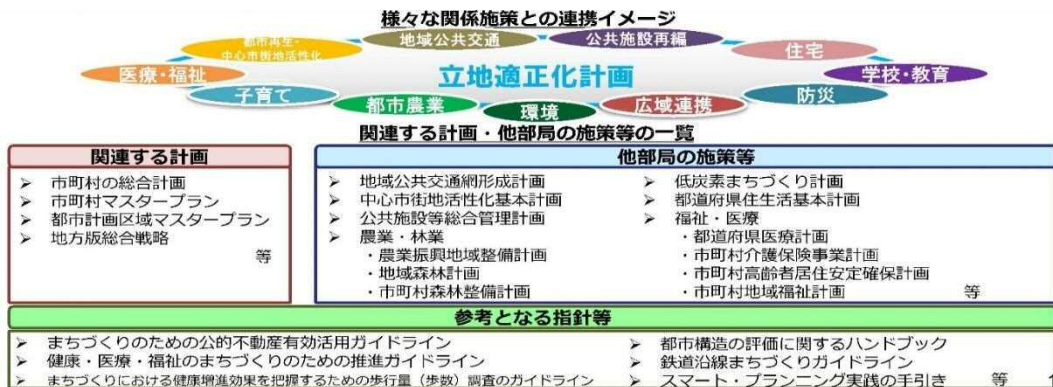 様々な関係施策との連携イメージ
都市再生・
中心市街地活性化
地域公共交通
公共施設再編
住宅
医療・福祉
立地適正化計画
学校・教育
子育て
都市農業
環境
広域連携
防災
関連する計画・他部局の施策等の一覧
関連する計画
➢ 市町村の総合計画
➢ 市町村マスタープラン
➢ 都市計画区域マスタープラン
➢ 地方版総合戦略
等
他部局の施策等
➢ 地域公共交通網形成計画
➢ 中心市街地活性化基本計画
➢ 公共施設等総合管理計画
➢ 農業・林業
・農業振興地域整備計画
・地域森林計画
・市町村森林整備計画
➢ 低炭素まちづくり計画
➢ 都道府県住生活基本計画
➢ 福祉・医療
・都道府県医療計画
・市町村介護保険事業計画
・市町村高齢者居住安定確保計画
・市町村地域福祉計画 等
参考となる指針等
➢ まちづくりのための公的不動産有効活用ガイドライン
➢ 健康・医療・福祉のまちづくりのための推進ガイドライン
➢ まちづくりにおける健康増進効果を把握するための歩行量（歩数）調査のガイドライン
➢ 都市構造の評価に関するハンドブック
➢ 鉄道沿線まちづくりガイドライン
➢ スマート・プランニング実践の手引き 等